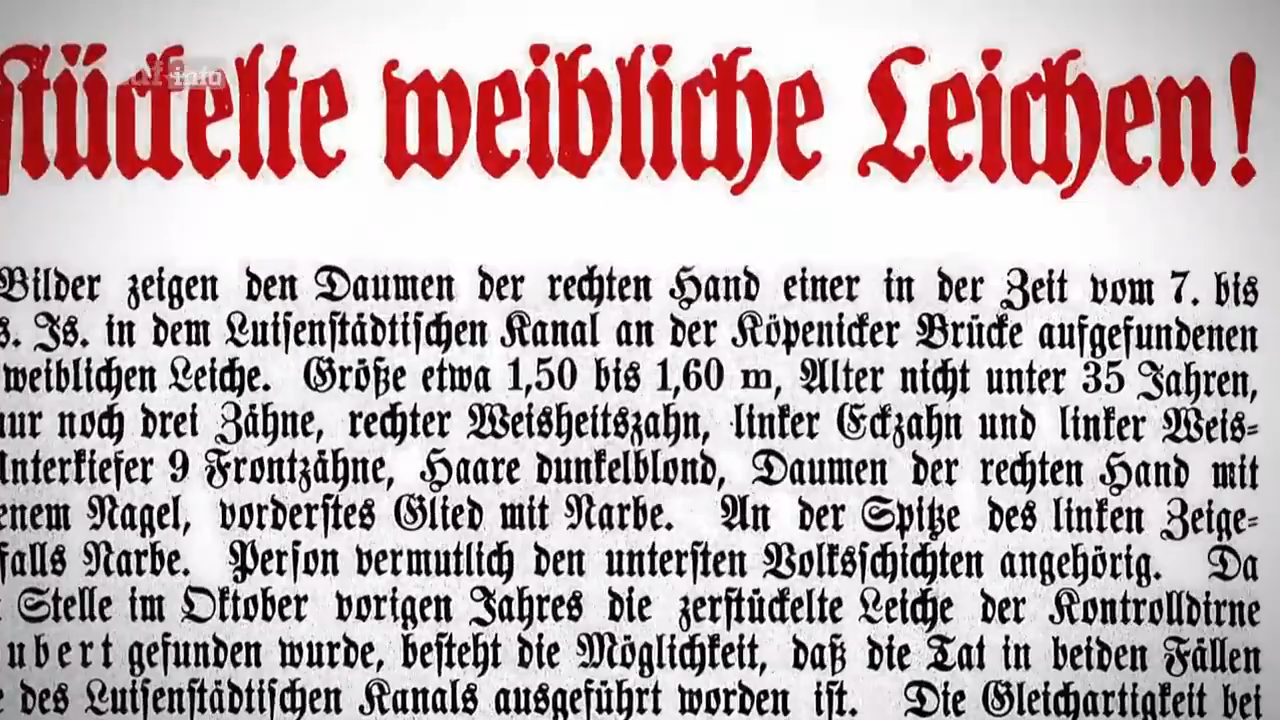 stückelte weibliche Leichen!
Bilder zeigen den Daumen der rechten Hand einer in der Zeit vom 7. bis
s. Js. in dem Luisenstädtischen Kanal an der Köpenicker Brücke aufgefundenen
weiblichen Leiche. Größe etwa 1,50 bis 1,60 m, Alter nicht unter 35 Jahren,
ur noch drei Zähne, rechter Weisheitszahn, linker Eckzahn und linker Weis-
nterkiefer 9 Frontzähne, Haare dunkelblond, Daumen der rechten Hand mit
enem Nagel, vorderstes Glied mit Narbe. An der Spitze des linken Zeige-
falls Narbe. Person vermutlich den untersten Volksschichten angehörig. Da
Stelle im Oktober vorigen Jahres die zerstückelte Leiche der Kontrolldirne
ubert gefunden wurde, besteht die Möglichkeit, daß die Tat in beiden Fällen
des Luisenstädtischen Kanals ausgeführt worden ist. Die Gleichartigkeit bei